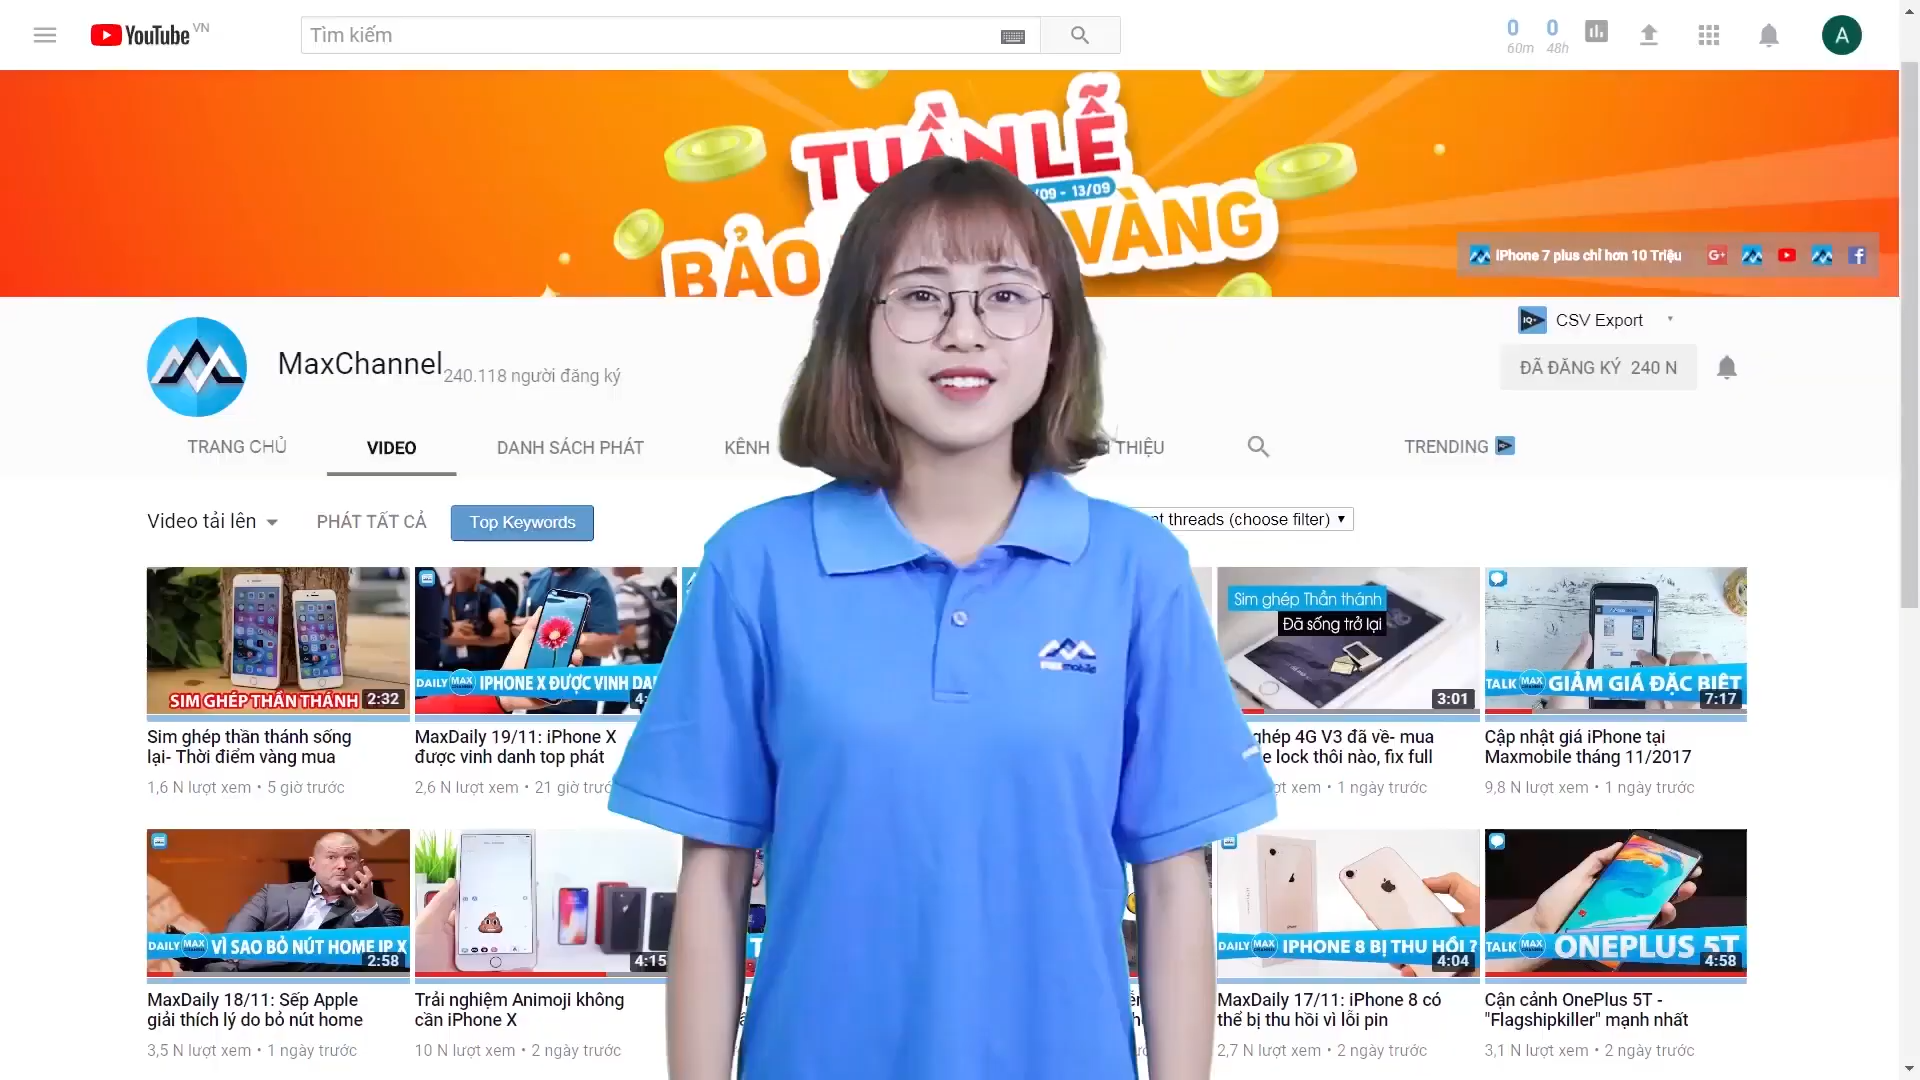 YouTube VN
Tìm kiếm
0 0
60m 48h
A
TUẦN LỄ
/09 - 13/09
BẢO VÀNG
iPhone 7 plus chỉ hơn 10 Triệu
CSV Export
MaxChannel
240.118 người đăng ký
ĐÃ ĐĂNG KÝ 240 N
TRANG CHỦ
VIDEO
DANH SÁCH PHÁT
KÊNH
THIỆU
TRENDING
Video tải lên
PHÁT TẤT CẢ
Top Keywords
threads (choose filter)
maxmobile
SIM GHÉP THẦN THÁNH
2:32
Sim ghép thần thánh sống
lại- Thời điểm vàng mua
1,6 N lượt xem • 5 giờ trước
DAILY MAX IPHONE X ĐƯỢC VINH
MaxDaily 19/11: iPhone X
được vinh danh top phát
2,6 N lượt xem • 21 giờ
Sim ghép Thần thánh
Đã sống trở lại
3:01
4G V3 đã về- mua
lock thôi nào, fix full
xem • 1 ngày trước
TALK MAX GIẢM GIÁ ĐẶC BIỆT
7:17
Cập nhật giá iPhone tại
Maxmobile tháng 11/2017
9,8 N lượt xem • 1 ngày trước
DAILY MAX VÌ SAO BỎ NÚT HOME IP X
2:58
MaxDaily 18/11: Sếp Apple
giải thích lý do bỏ nút home
3,5 N lượt xem • 1 ngày trước
4:15
Trải nghiệm Animoji không
cần iPhone X
10 N lượt xem • 2 ngày trước
DAILY MAX IPHONE 8 BỊ THU HỒI ?
4:04
MaxDaily 17/11: iPhone 8 có
thể bị thu hồi vì lỗi pin
2,7 N lượt xem • 2 ngày trước
TALK MAX ONEPLUS 5T
4:58
Cận cảnh OnePlus 5T -
"Flagshipkiller" mạnh nhất
3,1 N lượt xem • 2 ngày trước